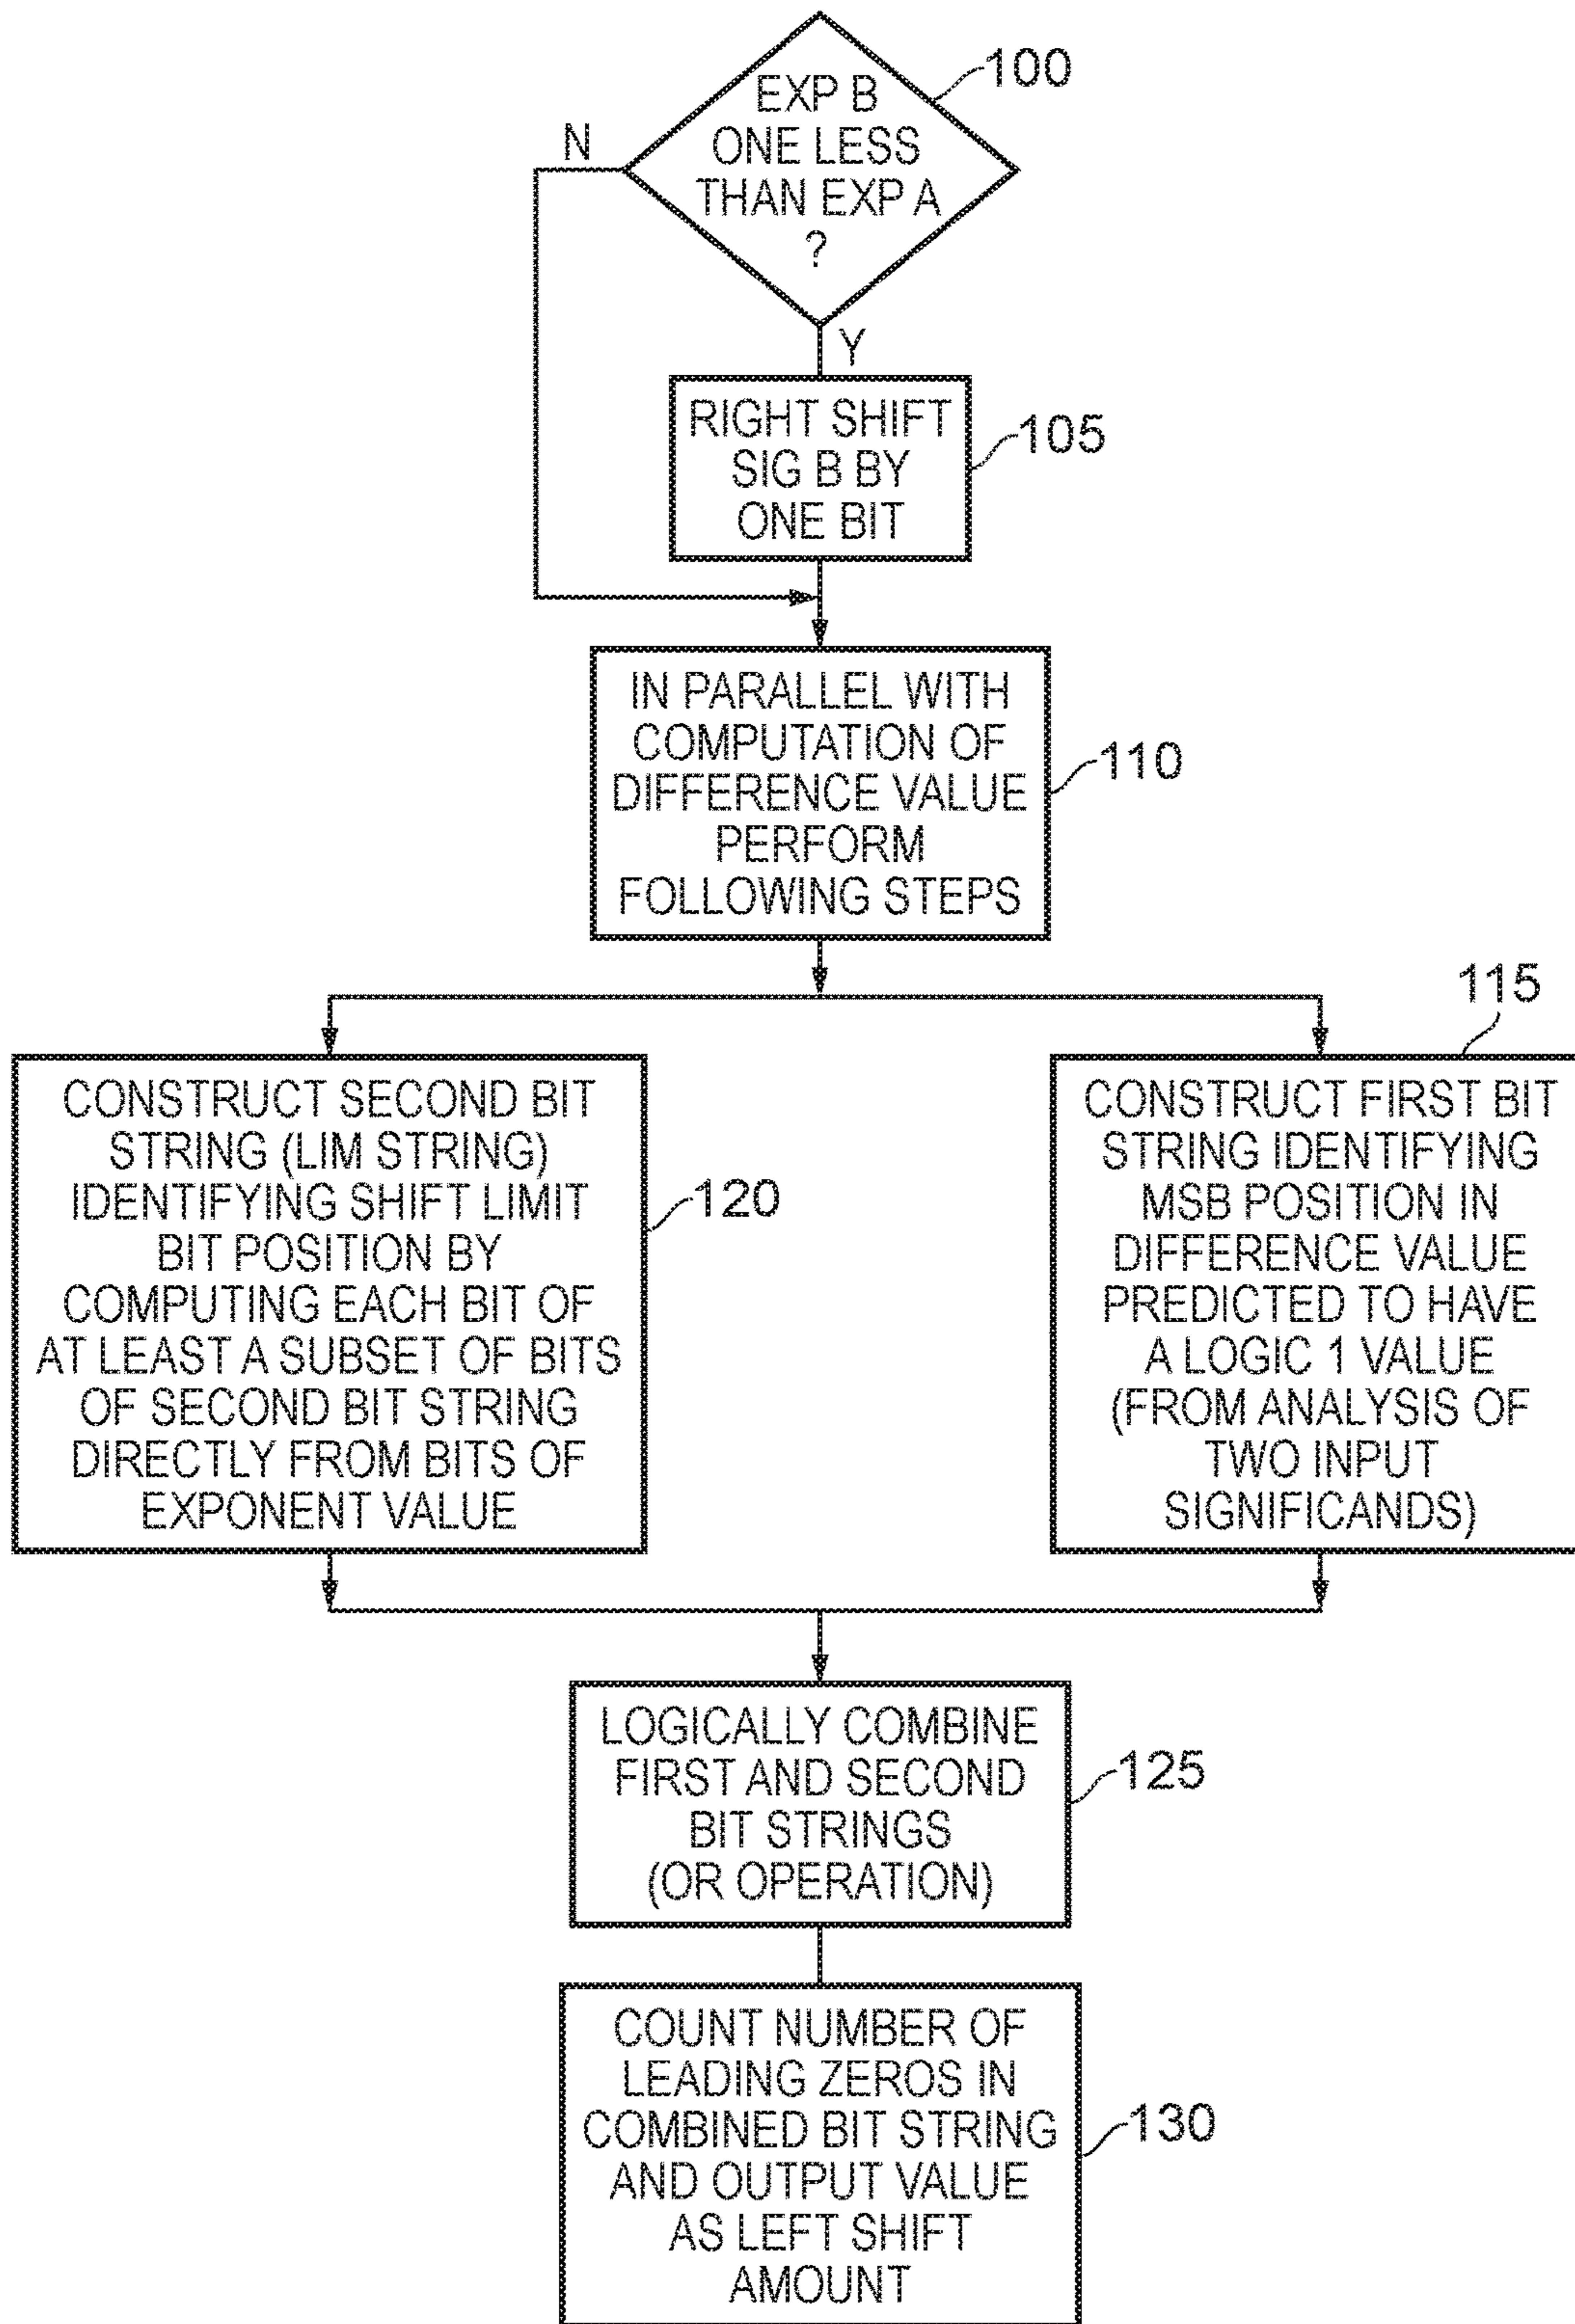 100
EXP B
ONE LESS
THAN EXP A
?
N
Y
RIGHT SHIFT
SIG B BY
ONE BIT
105
IN PARALLEL WITH
COMPUTATION OF
DIFFERENCE VALUE
PERFORM
FOLLOWING STEPS
110
CONSTRUCT SECOND BIT
STRING (LIM STRING)
IDENTIFYING SHIFT LIMIT
BIT POSITION BY
COMPUTING EACH BIT OF
AT LEAST A SUBSET OF BITS
OF SECOND BIT STRING
DIRECTLY FROM BITS OF
EXPONENT VALUE
120
115
CONSTRUCT FIRST BIT
STRING IDENTIFYING
MSB POSITION IN
DIFFERENCE VALUE
PREDICTED TO HAVE
A LOGIC 1 VALUE
(FROM ANALYSIS OF
TWO INPUT
SIGNIFICANDS)
LOGICALLY COMBINE
FIRST AND SECOND
BIT STRINGS
(OR OPERATION)
125
COUNT NUMBER OF
LEADING ZEROS IN
COMBINED BIT STRING
AND OUTPUT VALUE
AS LEFT SHIFT
AMOUNT
130